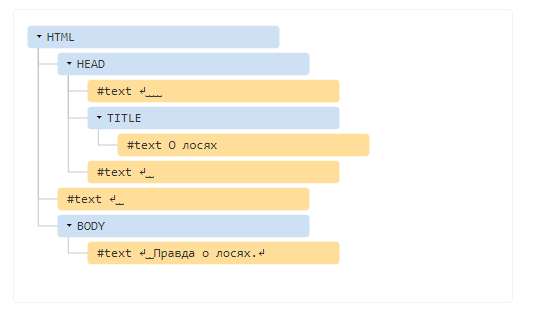 HTML
HEAD
#text ↵␣␣␣␣
TITLE
#text О лосях
#text ↵␣␣
#text ↵␣␣
BODY
#text ↵␣␣Правда о лосях.↵